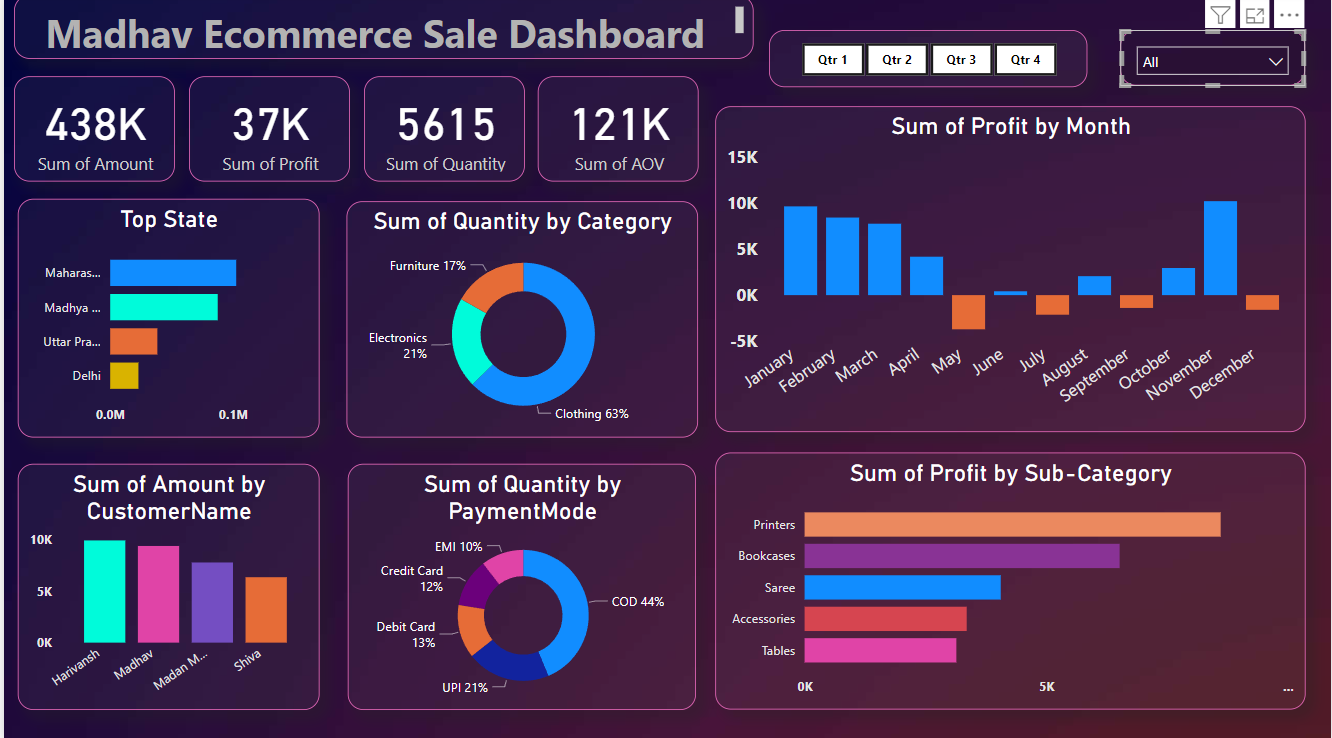 Madhav Ecommerce Sale Dashboard
Qtr 1
Qtr 2
Qtr 3
Qtr 4
All
438K
Sum of Amount
37K
Sum of Profit
5615
Sum of Quantity
121K
Sum of AOV
Sum of Profit by Month
15K
10K
5K
0K
-5K
January
February
March
April
May
June
July
August
September
October
November
December
Top State
Maharas...
Madhya ...
Uttar Pra...
Delhi
0.0M
0.1M
Sum of Quantity by Category
Furniture 17%
Electronics
21%
Clothing 63%
Sum of Amount by
CustomerName
10K
5K
0K
Harivansh
Madhav
Madan M...
Shiva
Sum of Quantity by
PaymentMode
EMI 10%
Credit Card
12%
Debit Card
13%
UPI 21%
COD 44%
Sum of Profit by Sub-Category
Printers
Bookcases
Saree
Accessories
Tables
0K
5K
...